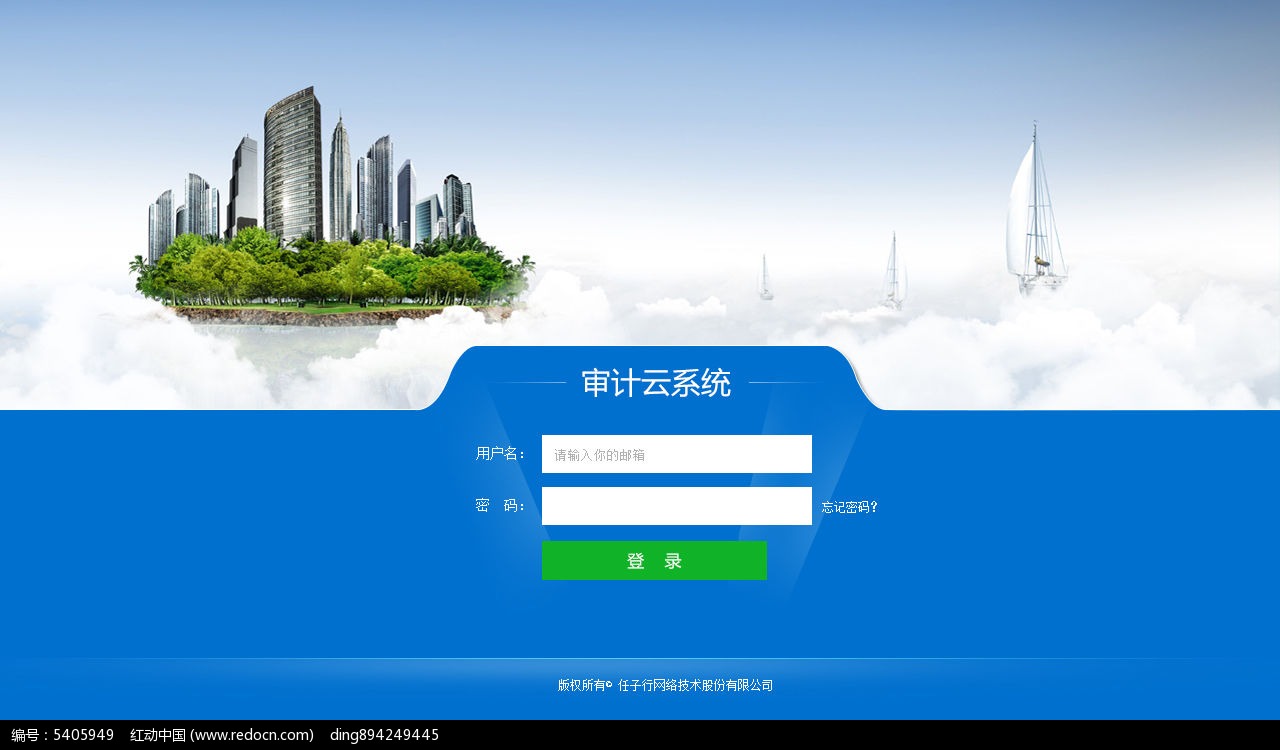 审计云系统
用户名： 请输入你的邮箱
密 码： 忘记密码？
登 录
版权所有© 任子行网络技术股份有限公司
编号：5405949 红动中国 (www.redocn.com) ding894249445